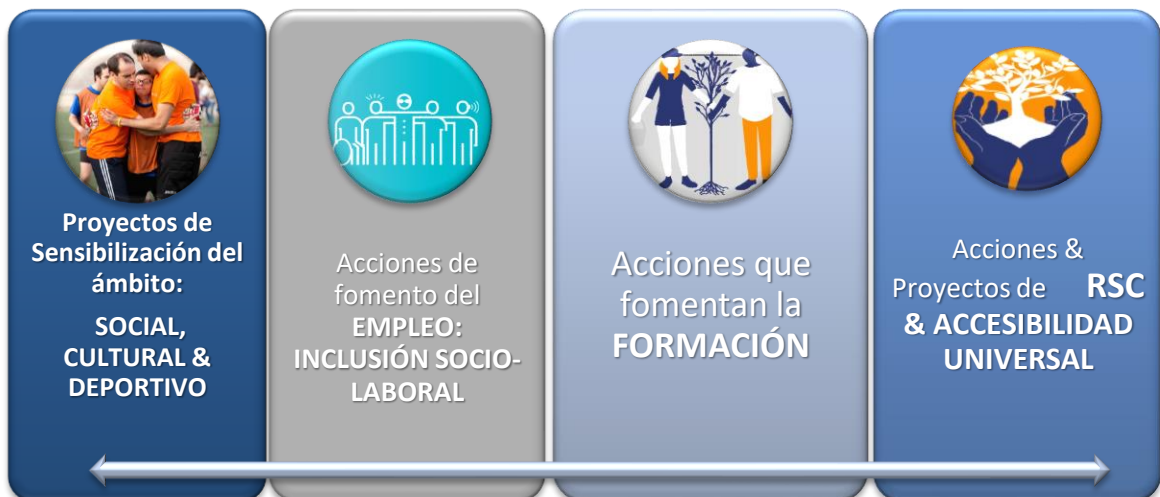 Proyectos de
Sensibilización del
ámbito:
SOCIAL,
CULTURAL &
DEPORTIVO
Acciones de
fomento del
EMPLEO:
INCLUSIÓN SOCIO-
LABORAL
Acciones que
fomentan la
FORMACIÓN
Acciones &
Proyectos de RSC
& ACCESIBILIDAD
UNIVERSAL